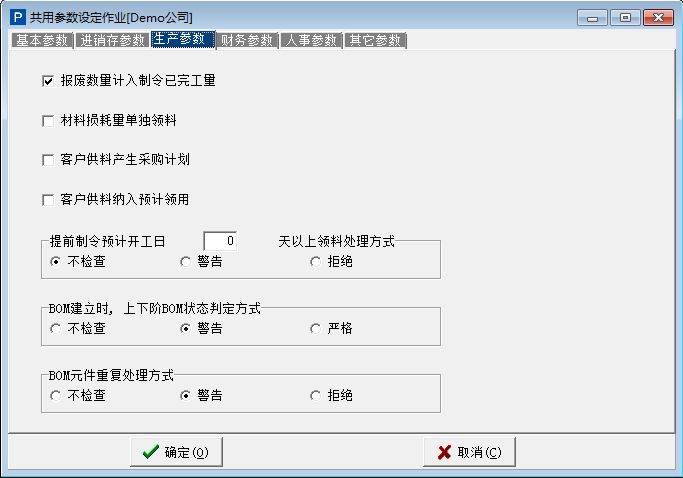 P 共用参数设定作业[Demo公司]
基本参数 进销存参数 生产参数 财务参数 人事参数 其它参数
报废数量计入制令已完工量
材料损耗量单独领料
客户供料产生采购计划
客户供料纳入预计领用
提前制令预计开工日 0 天以上领料处理方式
不检查 警告 拒绝
BOM建立时, 上下阶BOM状态判定方式
不检查 警告 严格
BOM元件重复处理方式
不检查 警告 拒绝
确定(O) 取消(C)